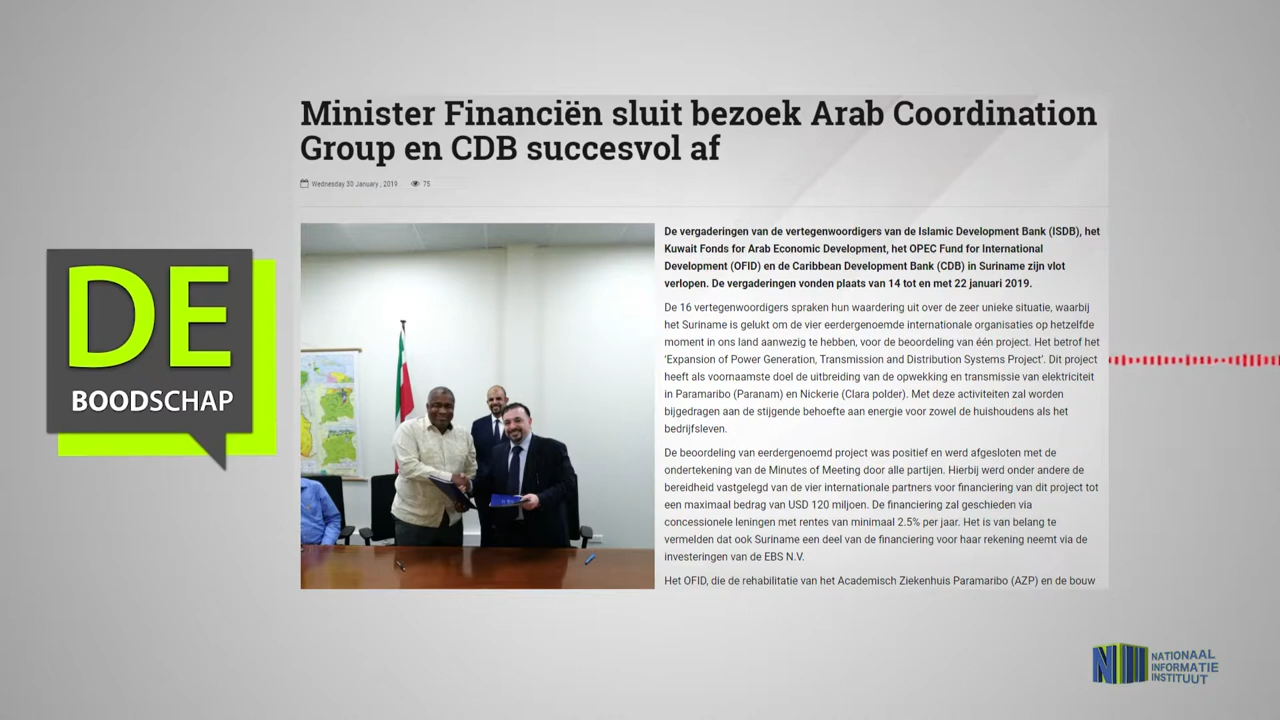 Minister Financiën sluit bezoek Arab Coordination
Group en CDB succesvol af
Wednesday 30 January , 2019 75
DE
BOODSCHAP
De vergaderingen van de vertegenwoordigers van de Islamic Development Bank (ISDB), het
Kuwait Fonds for Arab Economic Development, het OPEC Fund for International
Development (OFID) en de Caribbean Development Bank (CDB) in Suriname zijn vlot
verlopen. De vergaderingen vonden plaats van 14 tot en met 22 januari 2019.
De 16 vertegenwoordigers spraken hun waardering uit over de zeer unieke situatie, waarbij
het Suriname is gelukt om de vier eerdergenoemde internationale organisaties op hetzelfde
moment in ons land aanwezig te hebben, voor de beoordeling van één project. Het betrof het
'Expansion of Power Generation, Transmission and Distribution Systems Project'. Dit project
heeft als voornaamste doel de uitbreiding van de opwekking en transmissie van elektriciteit
in Paramaribo (Paranam) en Nickerie (Clara polder). Met deze activiteiten zal worden
bijgedragen aan de stijgende behoefte aan energie voor zowel de huishoudens als het
bedrijfsleven.
De beoordeling van eerdergenoemd project was positief en werd afgesloten met de
ondertekening van de Minutes of Meeting door alle partijen. Hierbij werd onder andere de
bereidheid vastgelegd van de vier internationale partners voor financiering van dit project tot
een maximaal bedrag van USD 120 miljoen. De financiering zal geschieden via
concessionele leningen met rentes van minimaal 2.5% per jaar. Het is van belang te
vermelden dat ook Suriname een deel van de financiering voor haar rekening neemt via de
investeringen van de EBS N.V.
Het OFID, die de rehabilitatie van het Academisch Ziekenhuis Paramaribo (AZP) en de bouw
NII
NATIONAAL
INFORMATIE
INSTITUUT